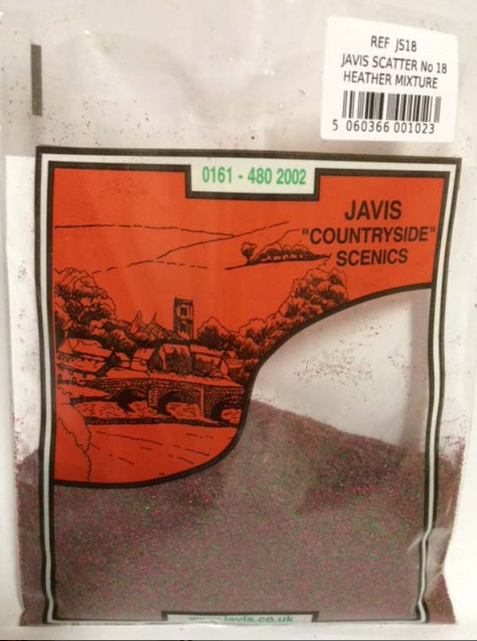 REF JS18
JAVIS SCATTER No 18
HEATHER MIXTURE
5 060366 001023
0161 - 480 2002
JAVIS
"COUNTRYSIDE"
SCENICS
www.javis.co.uk